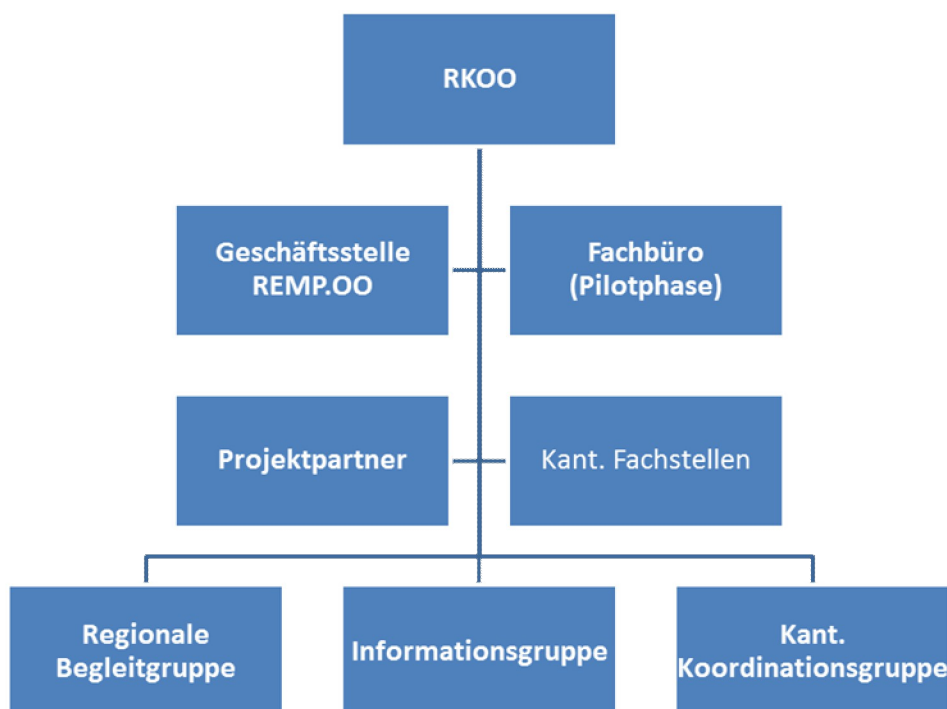 RKOO
Geschäftsstelle
REMP.OO
Fachbüro
(Pilotphase)
Projektpartner
Kant. Fachstellen
Regionale
Begleitgruppe
Informationsgruppe
Kant.
Koordinationsgruppe